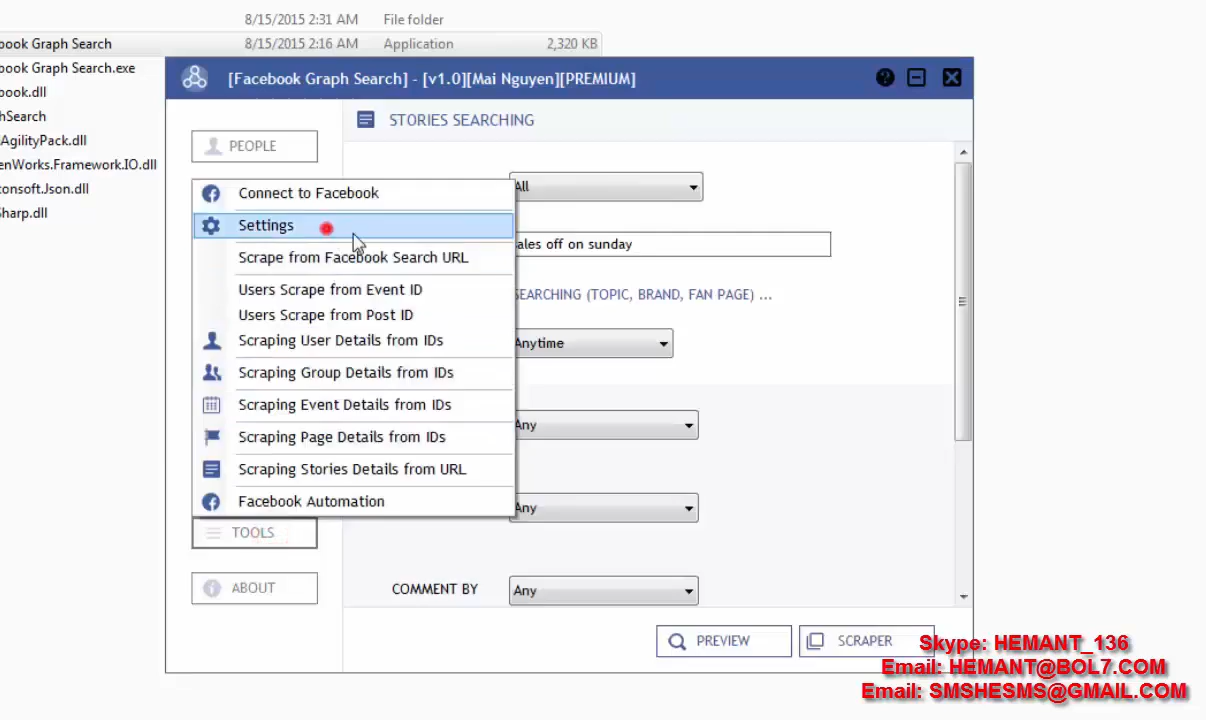 8/15/2015 2:31 AM File folder
book Graph Search 8/15/2015 2:16 AM Application 2,320 KB
book Graph Search.exe
[Facebook Graph Search] - [v1.0][Mai Nguyen][PREMIUM]
book.dll
hSearch
STORIES SEARCHING
AgilityPack.dll
PEOPLE
enWorks.Framework.IO.dll
consoft.Json.dll
All
Connect to Facebook
Sharp.dll
Settings
ales off on sunday
Scrape from Facebook Search URL
Users Scrape from Event ID
SEARCHING (TOPIC, BRAND, FAN PAGE) ...
Users Scrape from Post ID
Scraping User Details from IDs
Anytime
Scraping Group Details from IDs
Scraping Event Details from IDs
Any
Scraping Page Details from IDs
Scraping Stories Details from URL
Facebook Automation
Any
TOOLS
ABOUT
COMMENT BY Any
PREVIEW
SCRAPER
Skype: HEMANT_136
Email: HEMANT@BOL7.COM
Email: SMSHESMS@GMAIL.COM